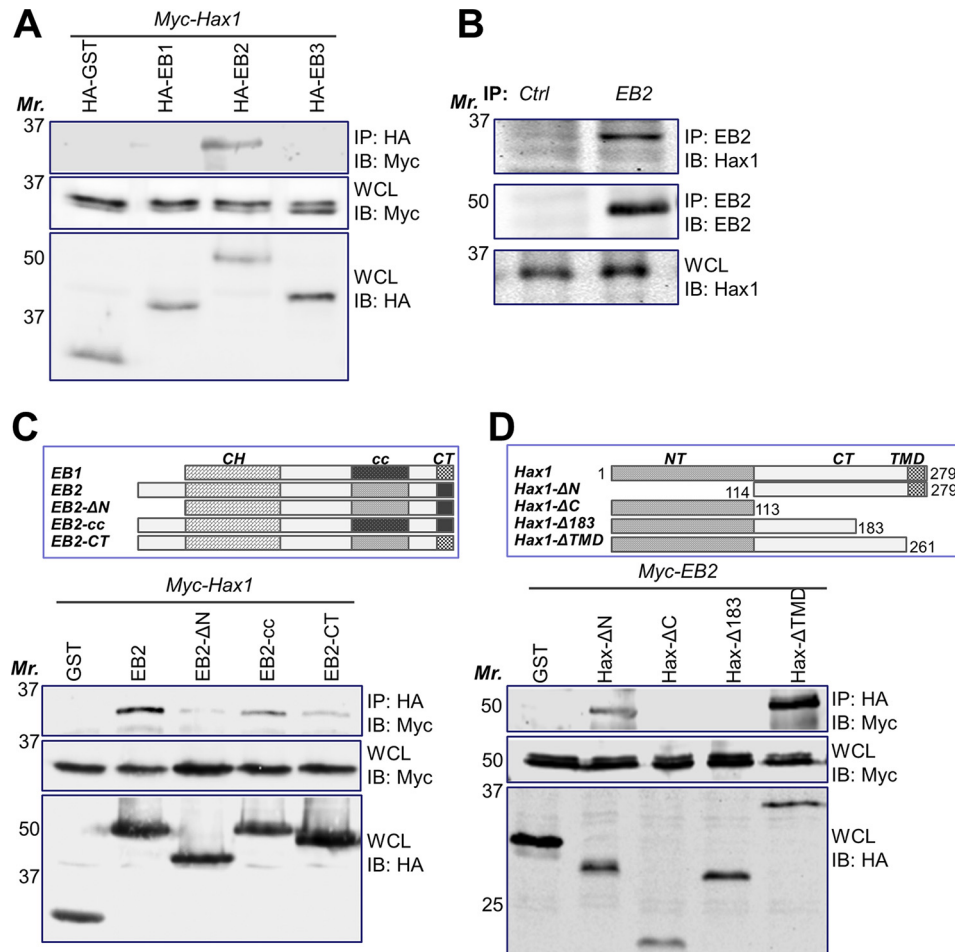 A
Myc-Hax1
HA-GST
HA-EB1
HA-EB2
HA-EB3
Mr.
37
IP: HA
IB: Myc
37
WCL
IB: Myc
50
37
WCL
IB: HA
B
Mr.
IP: Ctrl EB2
37
IP: EB2
IB: Hax1
50
IP: EB2
IB: EB2
37
WCL
IB: Hax1
C
CH cc CT
EB1
EB2
EB2-ΔN
EB2-cc
EB2-CT
Myc-Hax1
GST
EB2
EB2-ΔN
EB2-cc
EB2-CT
Mr.
37
IP: HA
IB: Myc
37
WCL
IB: Myc
50
37
WCL
IB: HA
D
NT CT TMD
Hax1 1 279
Hax1-ΔN 114 279
Hax1-ΔC 113
Hax1-Δ183 183
Hax1-ΔTMD 261
Myc-EB2
GST
Hax-ΔN
Hax-ΔC
Hax-Δ183
Hax-ΔTMD
Mr.
50
IP: HA
IB: Myc
50
WCL
IB: Myc
37
25
WCL
IB: HA